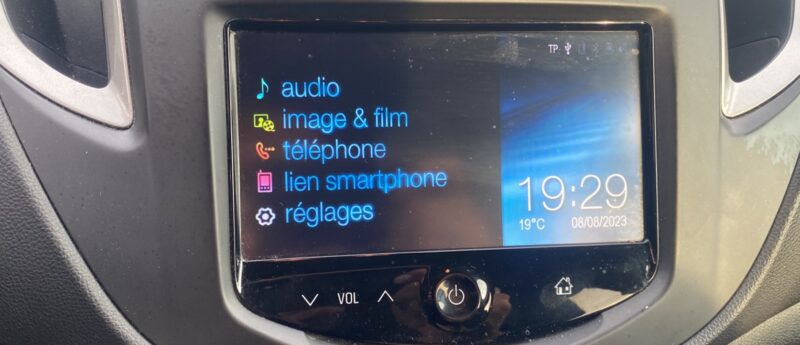 TP
audio
image & film
téléphone
lien smartphone
réglages
19:29
19°C 08/08/2023
VOL